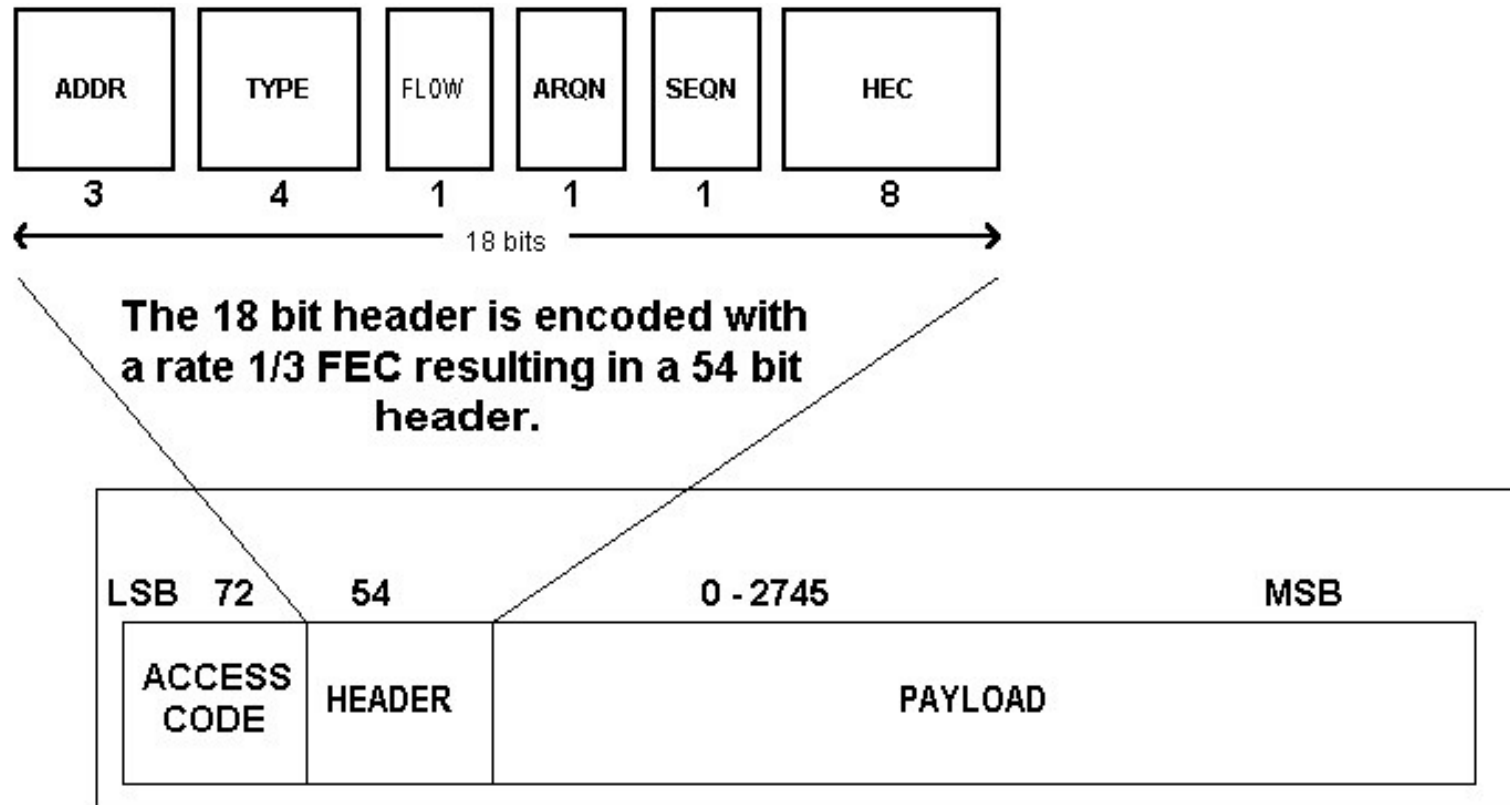 ADDR TYPE FLOW ARQN SEQN HEC
3 4 1 1 1 8
18 bits
The 18 bit header is encoded with
a rate 1/3 FEC resulting in a 54 bit
header.
LSB 72 54 0 - 2745 MSB
ACCESS
CODE
HEADER
PAYLOAD